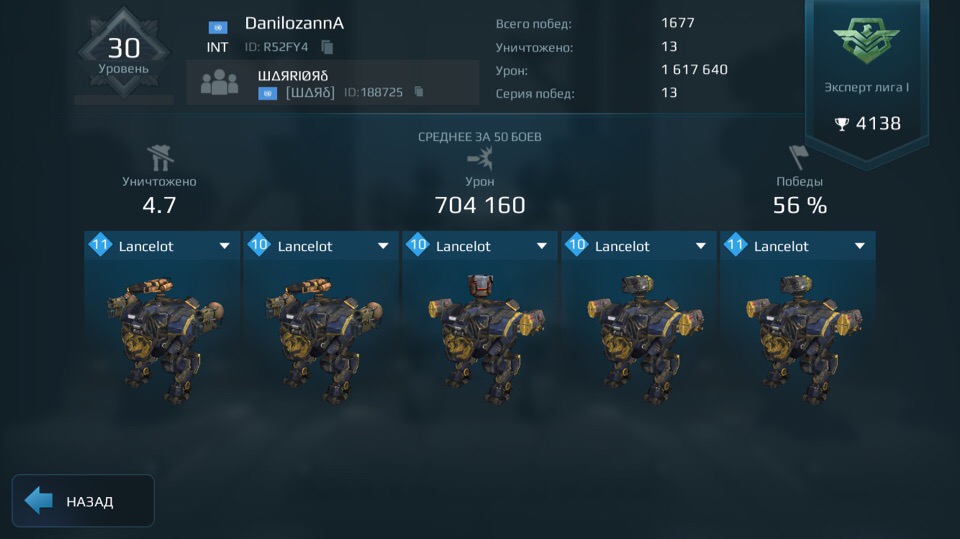 30
Уровень
DanilozannA
INT
ID: R52FY4
ШΔЯRIØЯδ
[ШΔЯδ]
ID:188725
Всего побед: 1677
Уничтожено: 13
Урон: 1 617 640
Серия побед: 13
Эксперт лига I
4138
СРЕДНЕЕ ЗА 50 БОЕВ
Уничтожено
4.7
Урон
704 160
Победы
56 %
11 Lancelot
10 Lancelot
10 Lancelot
10 Lancelot
11 Lancelot
НАЗАД